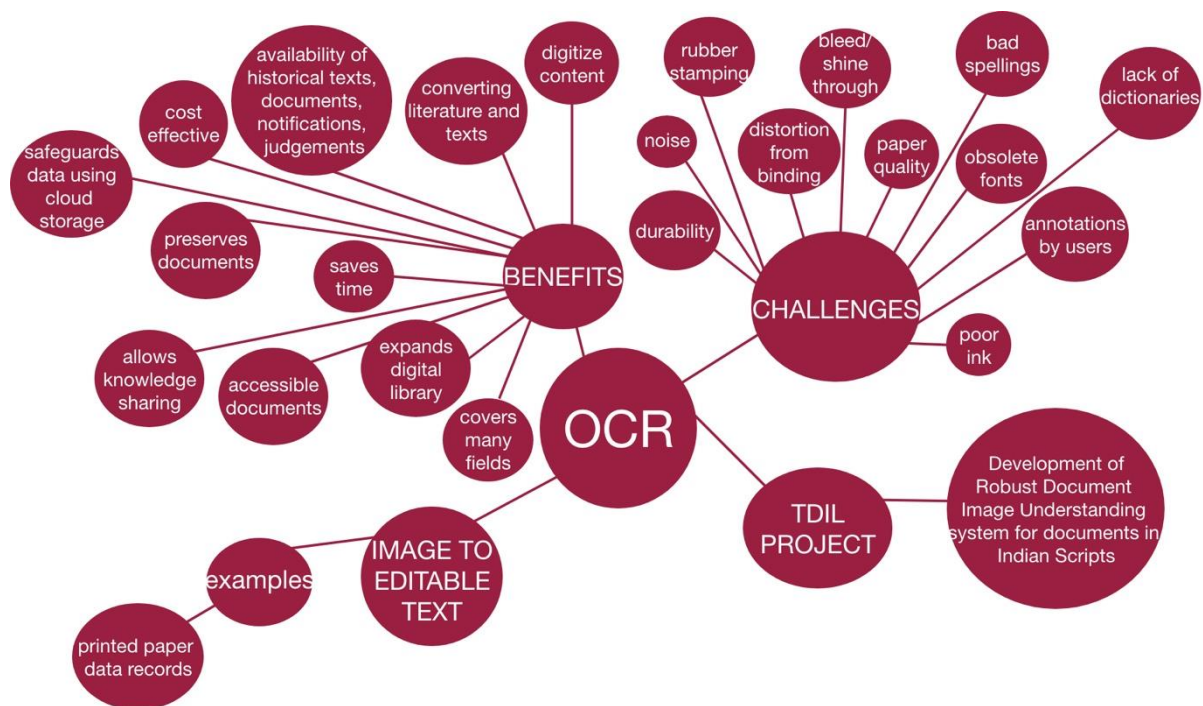 availability of
historical texts,
documents,
notifications,
judgements
digitize
content
converting
literature and
texts
cost
effective
safeguards
data using
cloud
storage
preserves
documents
saves
time
BENEFITS
allows
knowledge
sharing
accessible
documents
expands
digital
library
covers
many
fields
rubber
stamping
bleed/
shine
through
bad
spellings
lack of
dictionaries
noise
distortion
from
binding
paper
quality
obsolete
fonts
durability
annotations
by users
CHALLENGES
poor
ink
OCR
TDIL
PROJECT
Development of
Robust Document
Image Understanding
system for documents in
Indian Scripts
IMAGE TO
EDITABLE
TEXT
examples
printed paper
data records